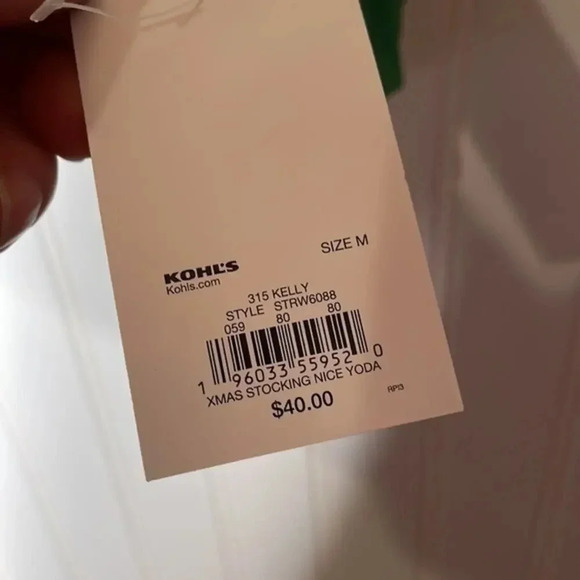 KOHL'S
Kohls.com
SIZE M
315 KELLY
STYLE STRW6088
059 80 80
1 96033 55952 0
XMAS STOCKING NICE YODA
$40.00
RPI3